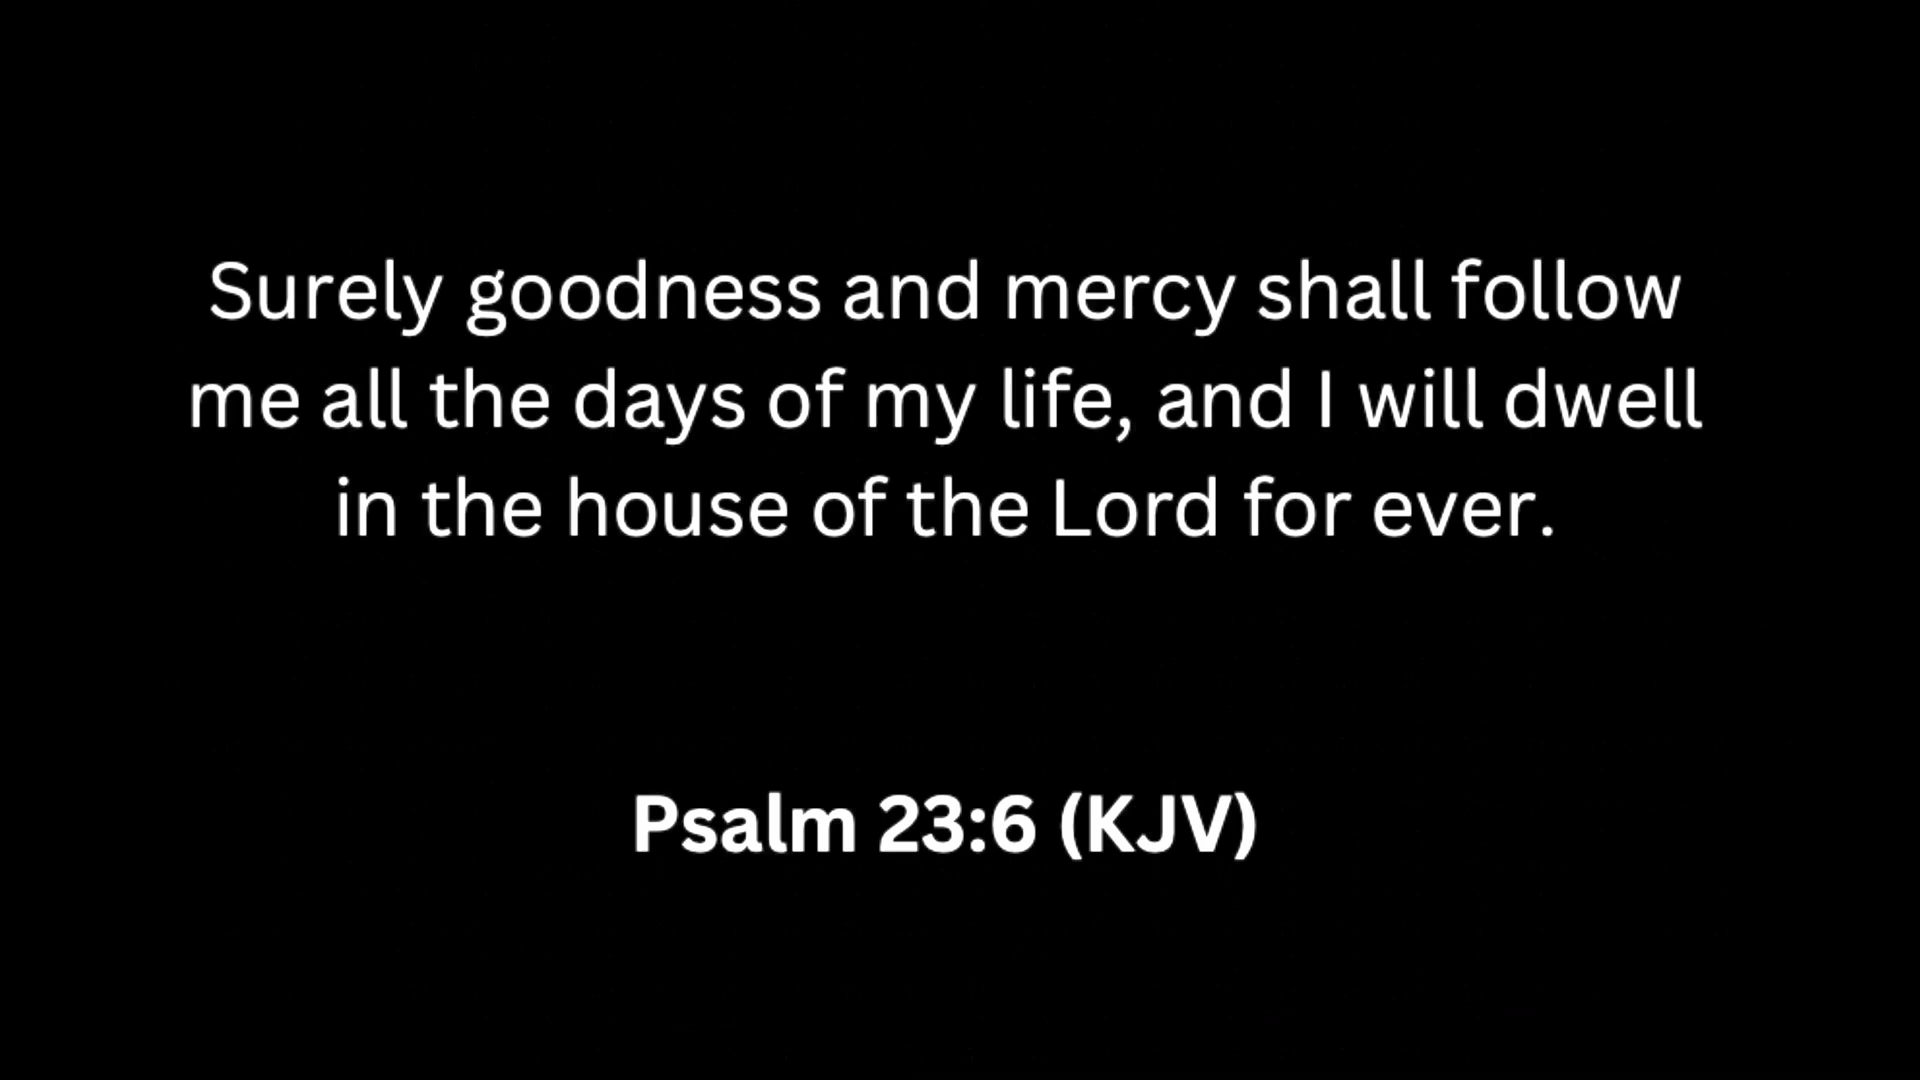 Surely goodness and mercy shall follow
me all the days of my life, and I will dwell
in the house of the Lord for ever.
Psalm 23:6 (KJV)